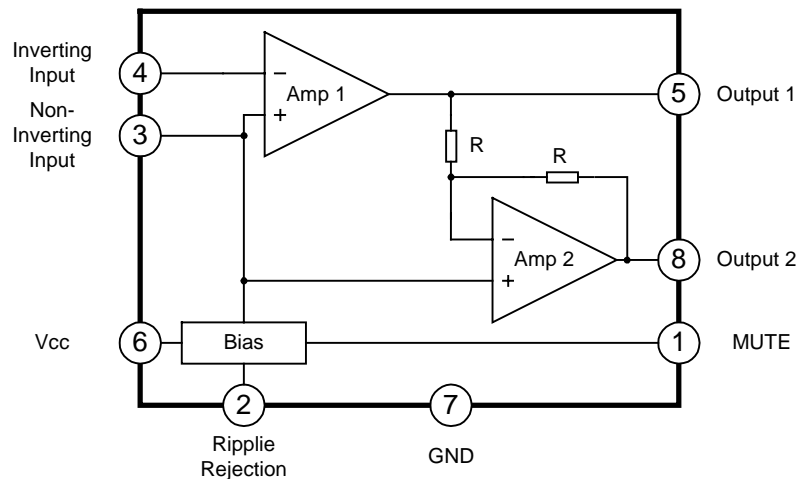 Inverting
Input
4
−
Amp 1
+
5
Output 1
Non-
Inverting
Input
3
R
R
−
Amp 2
+
8
Output 2
Vcc
6
Bias
1
MUTE
2
7
Ripplie
Rejection
GND